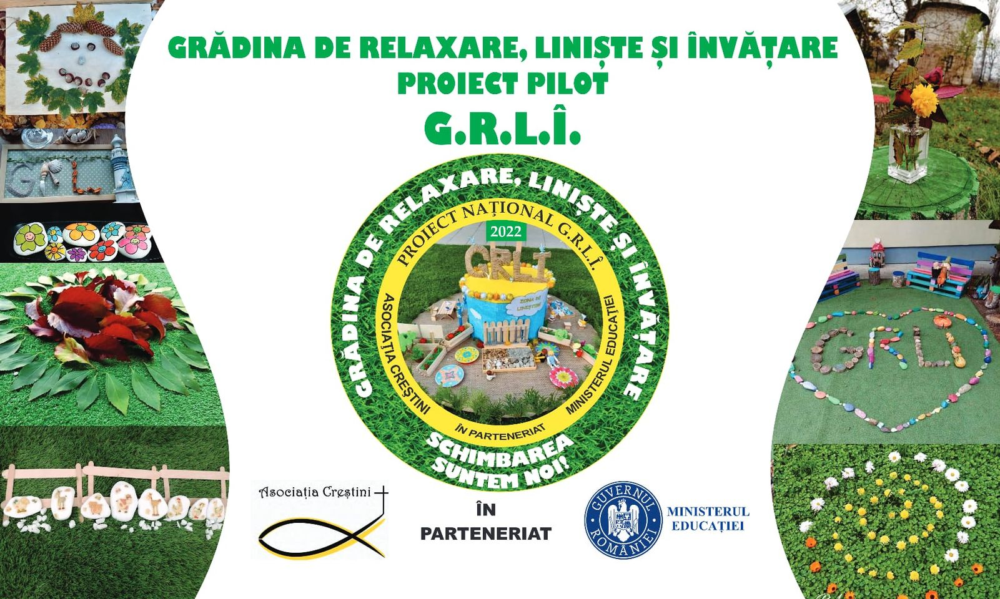 GRĂDINA DE RELAXARE, LINIȘTE ȘI ÎNVĂȚARE
PROIECT PILOT
G.R.L.Î.
GRĂDINA DE RELAXARE, LINIȘTE ȘI ÎNVĂȚARE
PROIECT NAȚIONAL G.R.L.Î.
2022
GRLI
ZONA DE
LINIȘTIRE
ASOCIAȚIA CREȘTINI
ÎN PARTENERIAT
MINISTERUL EDUCAȚIEI
SCHIMBAREA
SUNTEM NOI!
Asociația Creștini
ÎN
PARTENERIAT
GUVERNUL ROMÂNIEI
MINISTERUL
EDUCAȚIEI
GRLI
GRLI